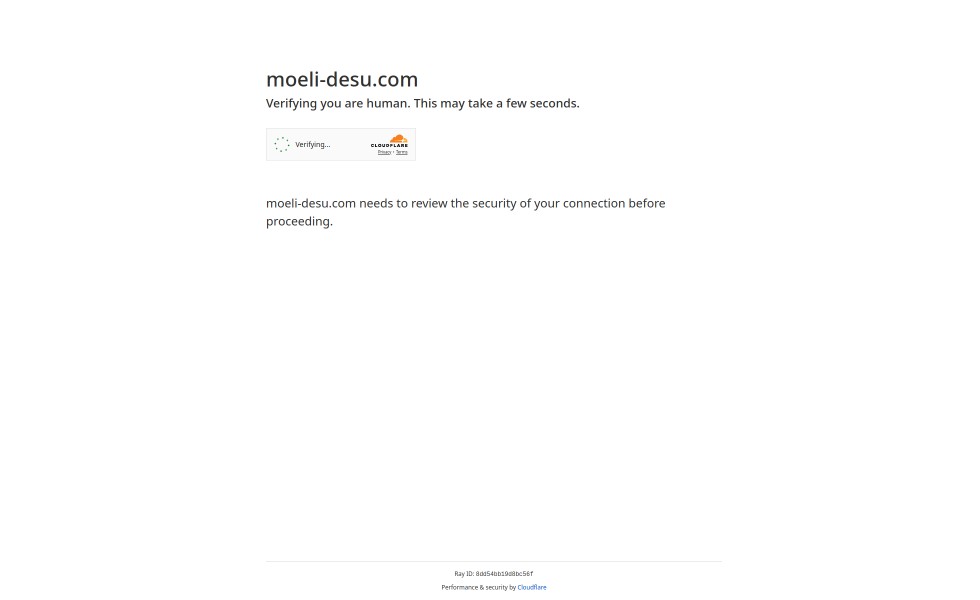 moeli-desu.com
Verifying you are human. This may take a few seconds.
Verifying...
CLOUDFLARE
Privacy • Terms
moeli-desu.com needs to review the security of your connection before
proceeding.
Ray ID: 8dd54bb19d8bc56f
Performance & security by Cloudflare